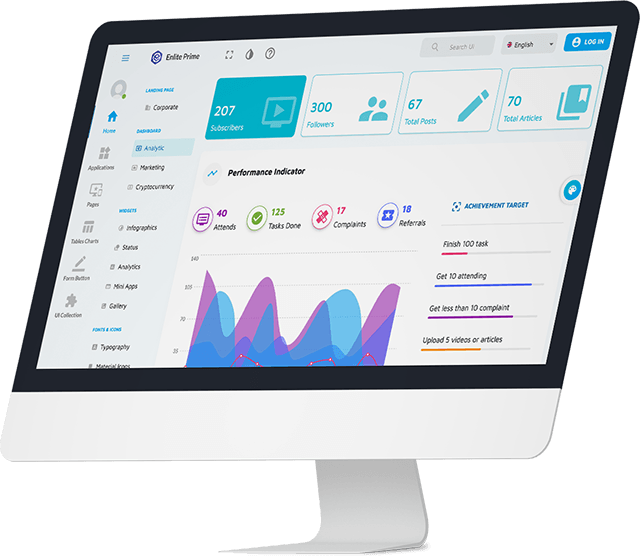 Enlite Prime
Search UI
English
LOG IN
LANDING PAGE
Corporate
Home
DASHBOARD
Analytic
Marketing
Cryptocurrency
Applications
Pages
WIDGETS
Infographics
Status
Analytics
Mini Apps
Gallery
Tables Charts
Form Button
UI Collection
FONTS & ICONS
Typography
Material Icons
207
Subscribers
300
Followers
67
Total Posts
70
Total Articles
Performance Indicator
40
Attends
125
Tasks Done
17
Complaints
18
Referrals
140
105
70
35
ACHIEVEMENT TARGET
Finish 100 task
Get 10 attending
Get less than 10 complaint
Upload 5 videos or articles